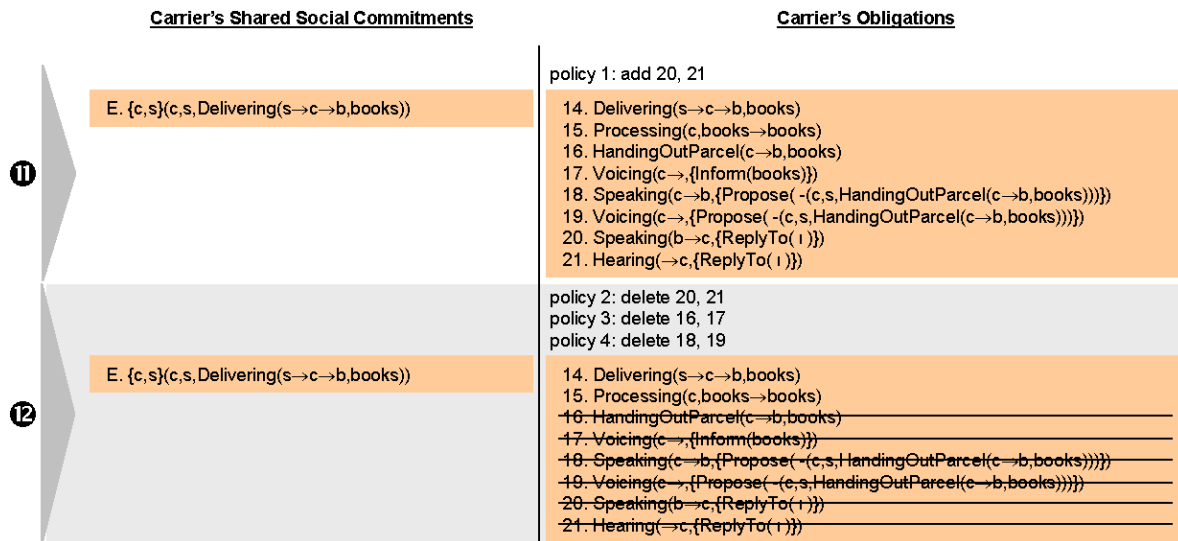 Carrier's Shared Social Commitments
Carrier's Obligations
⓫
policy 1: add 20, 21
E. {c,s}(c,s,Delivering(s→c→b,books))
14. Delivering(s→c→b,books)
15. Processing(c,books→books)
16. HandingOutParcel(c→b,books)
17. Voicing(c→,{Inform(books)})
18. Speaking(c→b,{Propose( -(c,s,HandingOutParcel(c→b,books)))})
19. Voicing(c→,{Propose( -(c,s,HandingOutParcel(c→b,books)))})
20. Speaking(b→c,{ReplyTo( ı )})
21. Hearing(→c,{ReplyTo( ı )})
⓬
policy 2: delete 20, 21
policy 3: delete 16, 17
policy 4: delete 18, 19
E. {c,s}(c,s,Delivering(s→c→b,books))
14. Delivering(s→c→b,books)
15. Processing(c,books→books)
16. HandingOutParcel(c→b,books)
17. Voicing(c→,{Inform(books)})
18. Speaking(c→b,{Propose( -(c,s,HandingOutParcel(c→b,books)))})
19. Voicing(c→,{Propose( -(c,s,HandingOutParcel(c→b,books)))})
20. Speaking(b→c,{ReplyTo( ı )})
21. Hearing(→c,{ReplyTo( ı )})